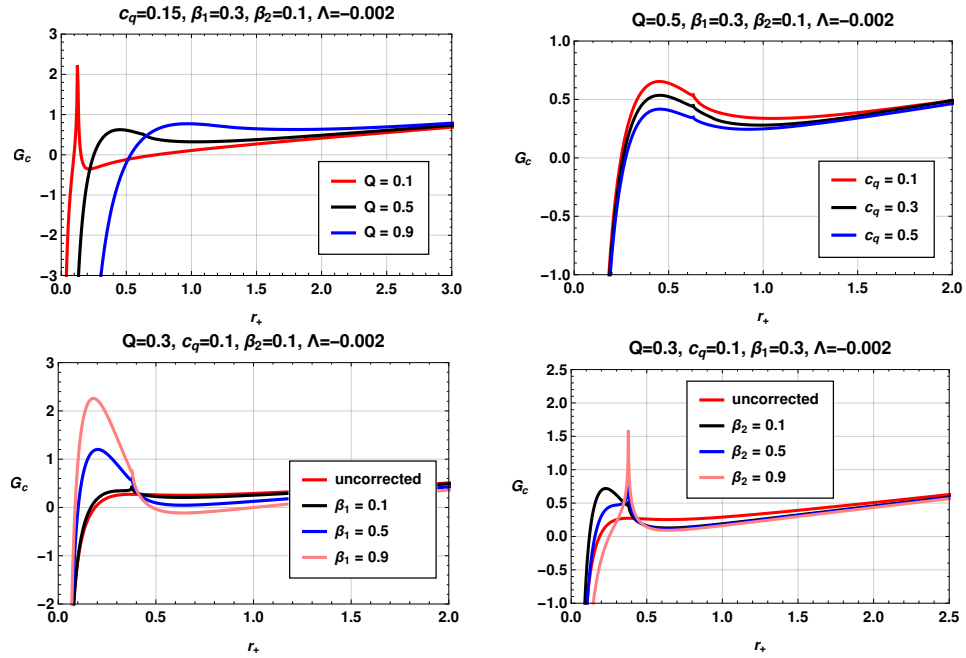 c_q=0.15, β₁=0.3, β₂=0.1, Λ=−0.002
3
2
1
0
−1
−2
−3
G_c
0.0 0.5 1.0 1.5 2.0 2.5 3.0
r₊
Q = 0.1
Q = 0.5
Q = 0.9
Q=0.5, β₁=0.3, β₂=0.1, Λ=−0.002
1.0
0.5
0.0
−0.5
−1.0
G_c
0.0 0.5 1.0 1.5 2.0
r₊
c_q = 0.1
c_q = 0.3
c_q = 0.5
Q=0.3, c_q=0.1, β₂=0.1, Λ=−0.002
3
2
1
0
−1
−2
G_c
0.0 0.5 1.0 1.5 2.0
r₊
uncorrected
β₁ = 0.1
β₁ = 0.5
β₁ = 0.9
Q=0.3, c_q=0.1, β₁=0.3, Λ=−0.002
2.5
2.0
1.5
1.0
0.5
0.0
−0.5
−1.0
G_c
0.0 0.5 1.0 1.5 2.0 2.5
r₊
uncorrected
β₂ = 0.1
β₂ = 0.5
β₂ = 0.9